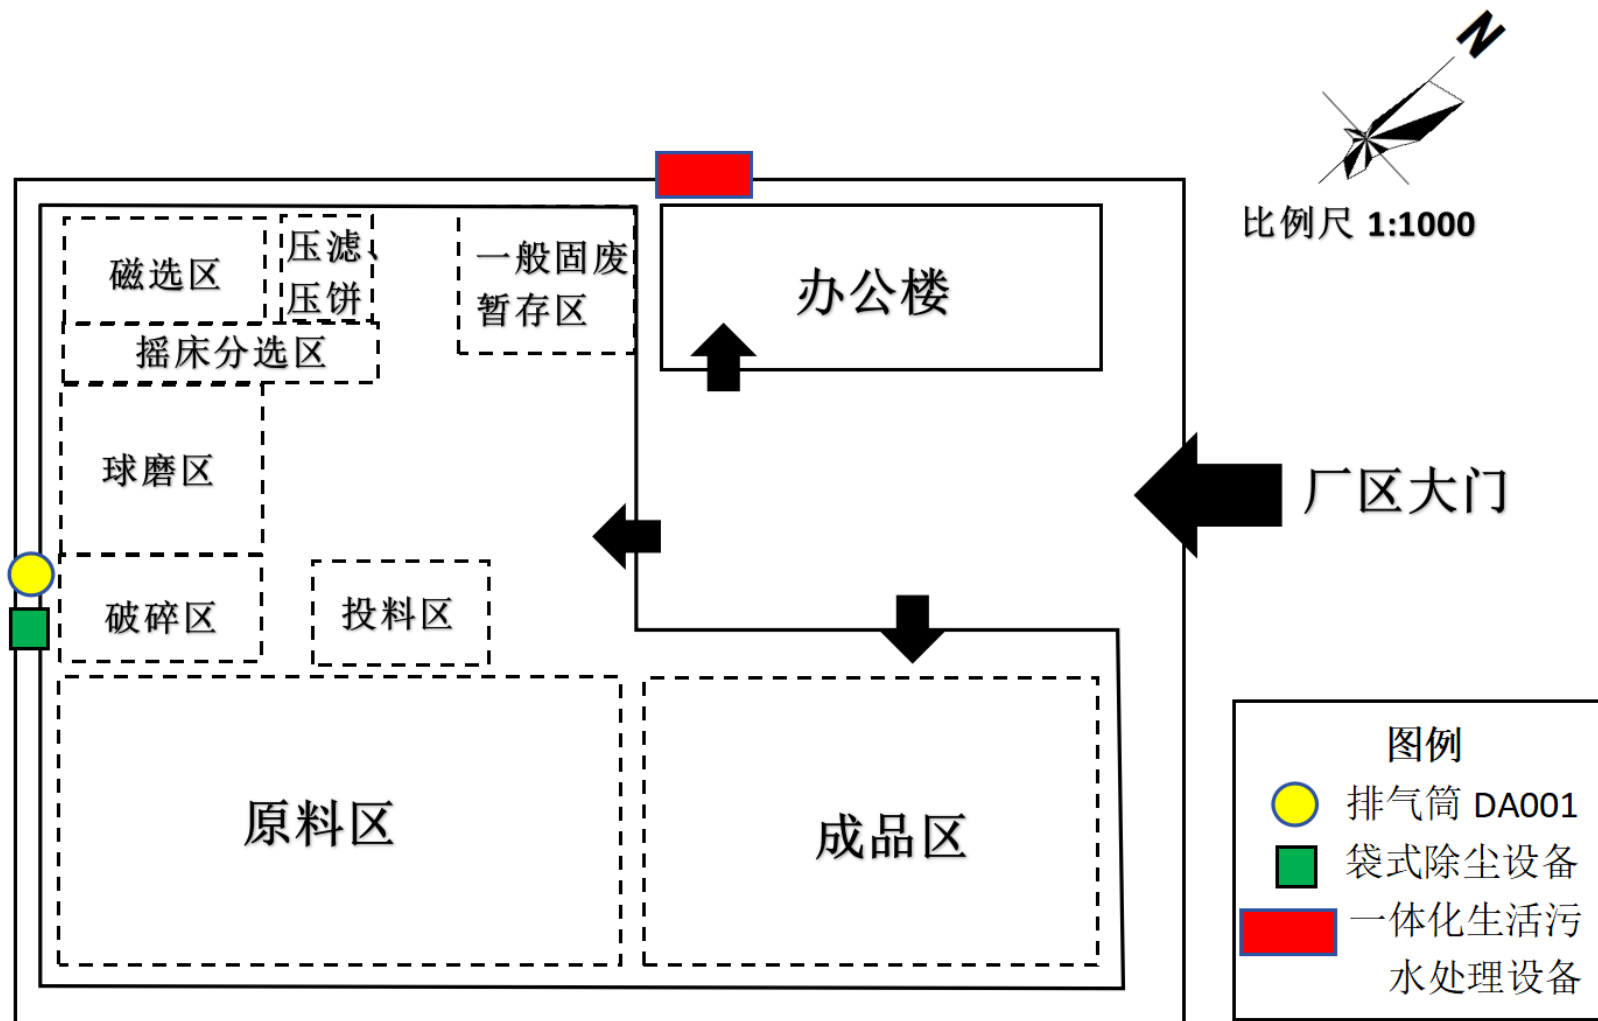 N
比例尺 1:1000
磁选区
压滤、
压饼
一般固废
暂存区
办公楼
摇床分选区
球磨区
厂区大门
破碎区
投料区
原料区
成品区
图例
排气筒 DA001
袋式除尘设备
一体化生活污
水处理设备